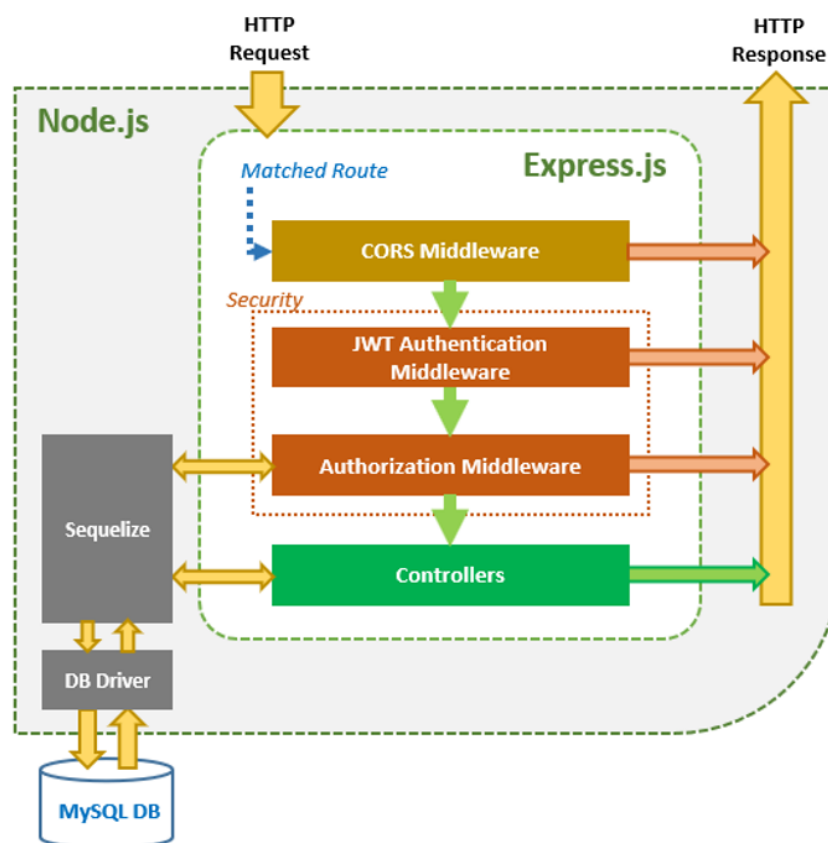 HTTP
Request
HTTP
Response
Node.js
Matched Route
Express.js
CORS Middleware
Security
JWT Authentication
Middleware
Authorization Middleware
Sequelize
Controllers
DB Driver
MySQL DB